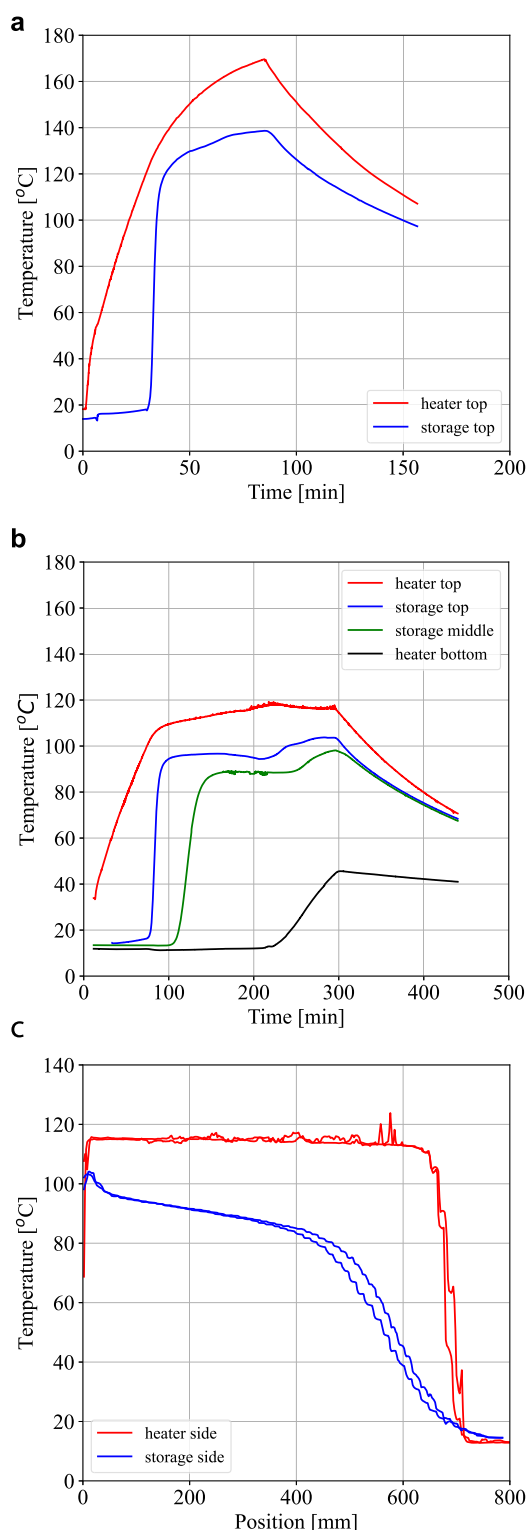 a
180
160
140
120
100
80
60
40
20
0
Temperature [°C]
heater top
storage top
0 50 100 150 200
Time [min]
b
180
160
140
120
100
80
60
40
20
0
Temperature [°C]
heater top
storage top
storage middle
heater bottom
0 100 200 300 400 500
Time [min]
c
140
120
100
80
60
40
20
0
Temperature [°C]
heater side
storage side
0 200 400 600 800
Position [mm]